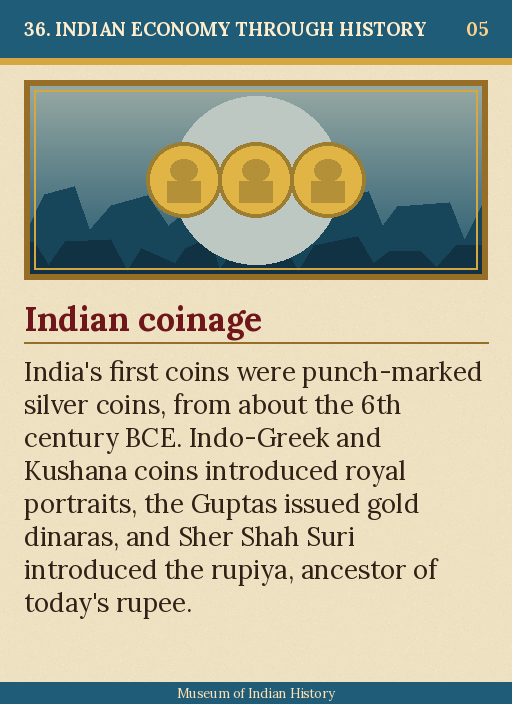 36. INDIAN ECONOMY THROUGH HISTORY 05
Indian coinage
India's first coins were punch-marked
silver coins, from about the 6th
century BCE. Indo-Greek and
Kushana coins introduced royal
portraits, the Guptas issued gold
dinaras, and Sher Shah Suri
introduced the rupiya, ancestor of
today's rupee.
Museum of Indian History